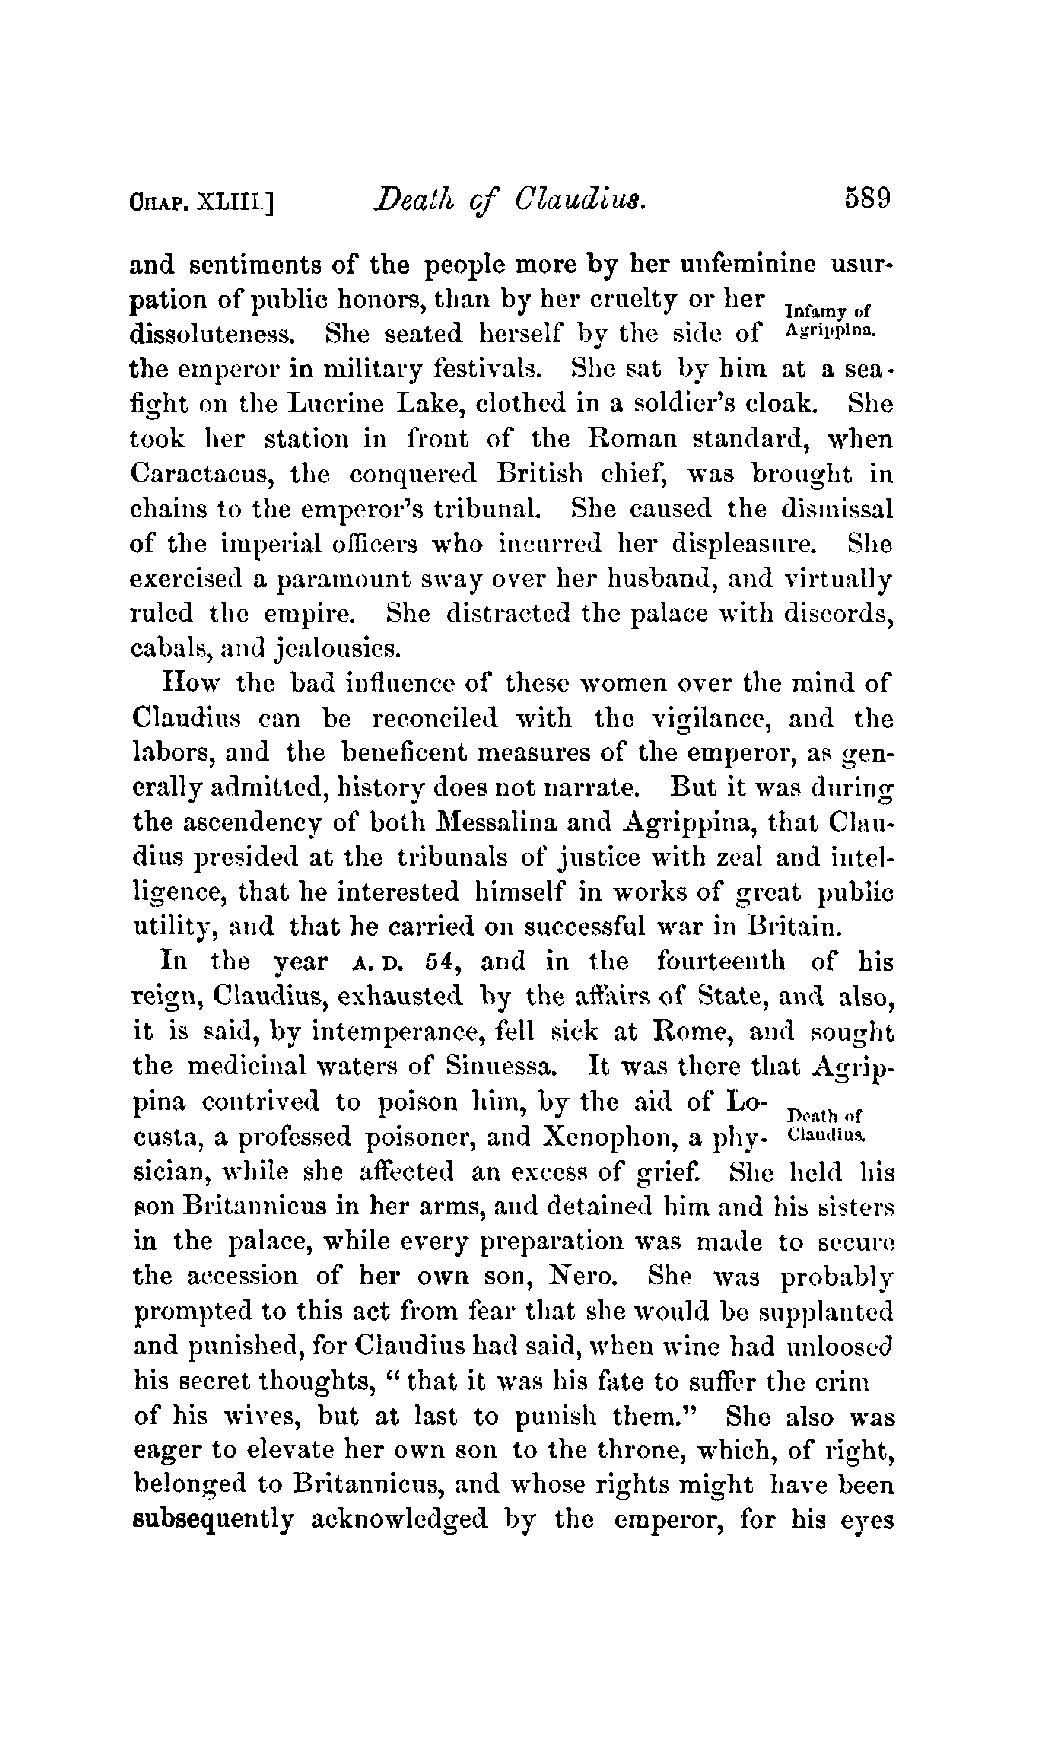 CHAP. XLIII.] Death of Claudius. 589
and sentiments of the people more by her unfeminine usur-
pation of public honors, than by her cruelty or her
Infamy of
Agrippina.
dissoluteness. She seated herself by the side of
the emperor in military festivals. She sat by him at a sea-
fight on the Lucrine Lake, clothed in a soldier's cloak. She
took her station in front of the Roman standard, when
Caractacus, the conquered British chief, was brought in
chains to the emperor's tribunal. She caused the dismissal
of the imperial officers who incurred her displeasure. She
exercised a paramount sway over her husband, and virtually
ruled the empire. She distracted the palace with discords,
cabals, and jealousies.
How the bad influence of these women over the mind of
Claudius can be reconciled with the vigilance, and the
labors, and the beneficent measures of the emperor, as gen-
erally admitted, history does not narrate. But it was during
the ascendency of both Messalina and Agrippina, that Clau-
dius presided at the tribunals of justice with zeal and intel-
ligence, that he interested himself in works of great public
utility, and that he carried on successful war in Britain.
In the year A. D. 54, and in the fourteenth of his
reign, Claudius, exhausted by the affairs of State, and also,
it is said, by intemperance, fell sick at Rome, and sought
the medicinal waters of Sinuessa. It was there that Agrip-
pina contrived to poison him, by the aid of Lo-
Death of
Claudius.
custa, a professed poisoner, and Xenophon, a phy-
sician, while she affected an excess of grief. She held his
son Britannicus in her arms, and detained him and his sisters
in the palace, while every preparation was made to secure
the accession of her own son, Nero. She was probably
prompted to this act from fear that she would be supplanted
and punished, for Claudius had said, when wine had unloosed
his secret thoughts, "that it was his fate to suffer the crim
of his wives, but at last to punish them." She also was
eager to elevate her own son to the throne, which, of right,
belonged to Britannicus, and whose rights might have been
subsequently acknowledged by the emperor, for his eyes